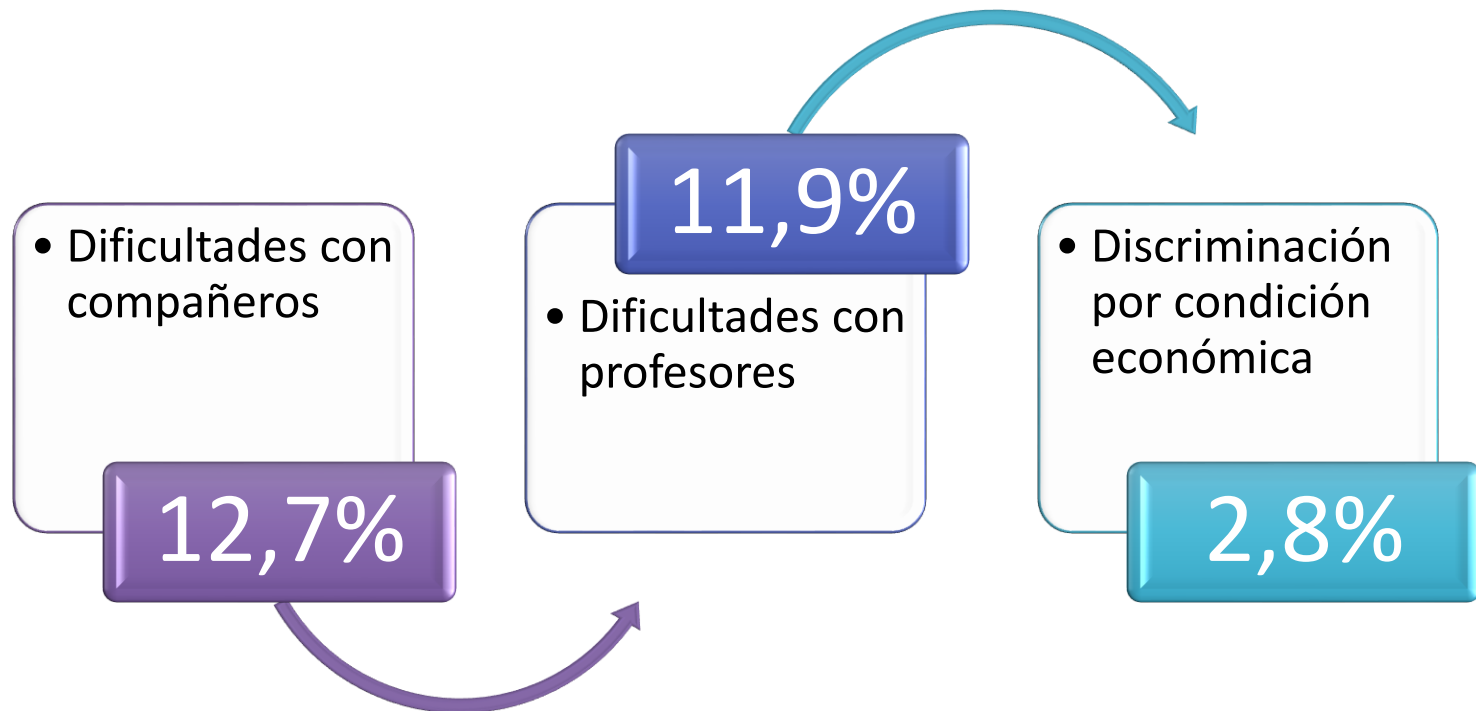 • Dificultades con
compañeros
12,7%
11,9%
• Dificultades con
profesores
• Discriminación
por condición
económica
2,8%